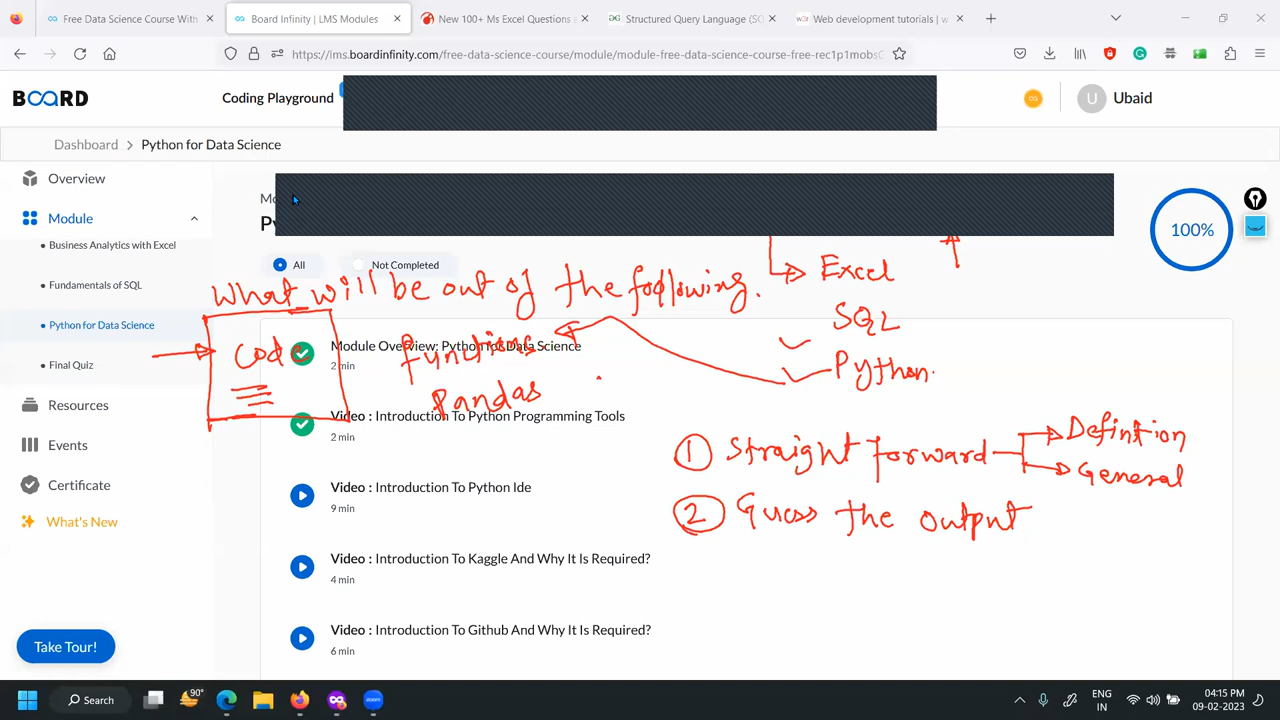 Free Data Science Course With
Board Infinity | LMS Modules
New 100+ Ms Excel Questions
Structured Query Language (SQ
Web development tutorials | w
https://lms.boardinfinity.com/free-data-science-course/module/module-free-data-science-course-free-rec1p1mobs
BOARD
Coding Playground
U
Ubaid
Dashboard > Python for Data Science
Overview
Module
Business Analytics with Excel
Fundamentals of SQL
Python for Data Science
Final Quiz
Resources
Events
Certificate
What's New
Take Tour!
100%
All
Not Completed
What will be out of the following.
Excel
SQL
Python
Code
functions
Pandas
Module Overview: Python for Data Science
2 min
Video : Introduction To Python Programming Tools
2 min
1 Straight forward
Defintion
General
2 Guess the output
Video : Introduction To Python Ide
9 min
Video : Introduction To Kaggle And Why It Is Required?
4 min
Video : Introduction To Github And Why It Is Required?
6 min
Search
90°
ENG
IN
04:15 PM
09-02-2023